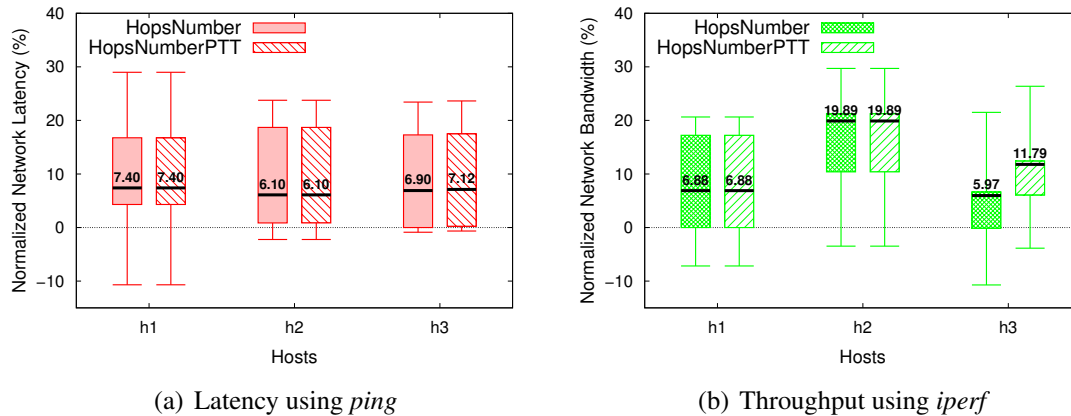 Normalized Network Latency (%)
40
30
20
10
0
−10
HopsNumber
HopsNumberPTT
7.40
7.40
6.10
6.10
6.90
7.12
h1
h2
h3
Hosts
(a) Latency using ping
Normalized Network Bandwidth (%)
40
30
20
10
0
−10
HopsNumber
HopsNumberPTT
6.88
6.88
19.89
19.89
5.97
11.79
h1
h2
h3
Hosts
(b) Throughput using iperf